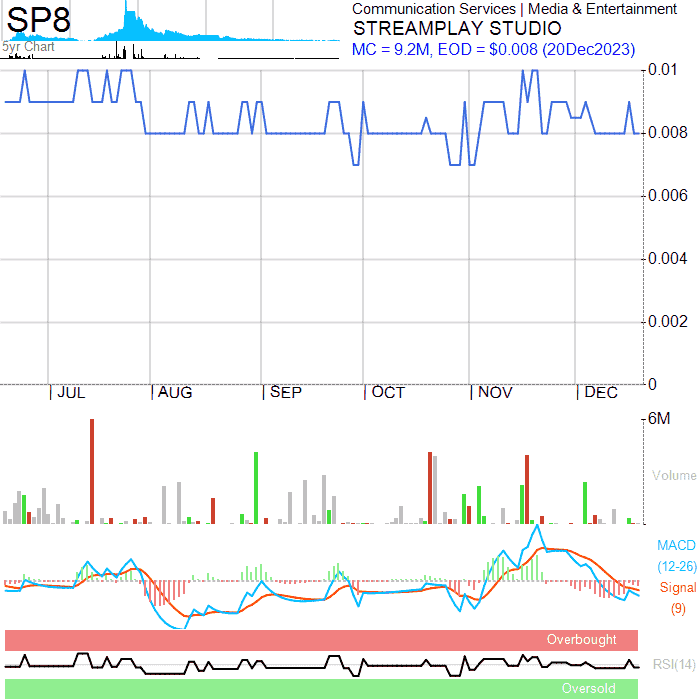 SP8
Communication Services | Media & Entertainment
STREAMPLAY STUDIO
5yr Chart
MC = 9.2M, EOD = $0.008 (20Dec2023)
0.01
0.008
0.006
0.004
0.002
0
JUL AUG SEP OCT NOV DEC
6M
Volume
MACD
(12-26)
Signal
(9)
Overbought
RSI(14)
Oversold